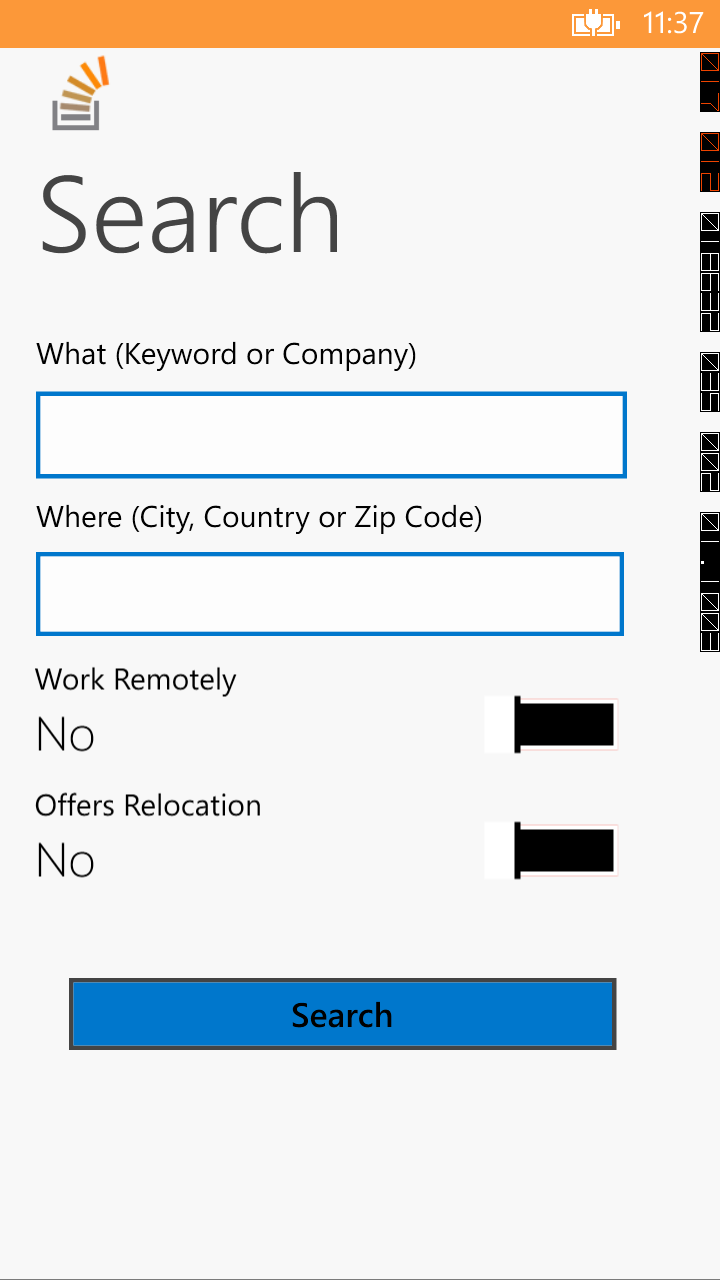 11:37
Search
What (Keyword or Company)
Where (City, Country or Zip Code)
Work Remotely
No
Offers Relocation
No
Search